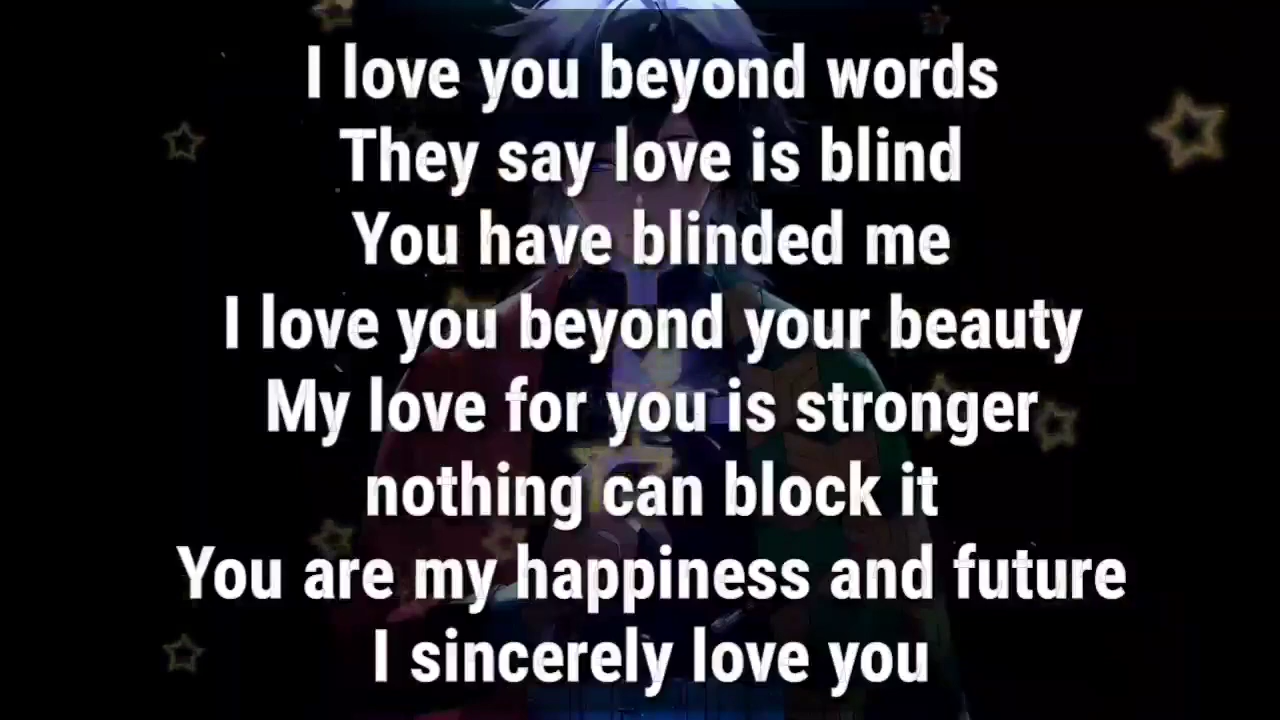 I love you beyond words
They say love is blind
You have blinded me
I love you beyond your beauty
My love for you is stronger
nothing can block it
You are my happiness and future
I sincerely love you